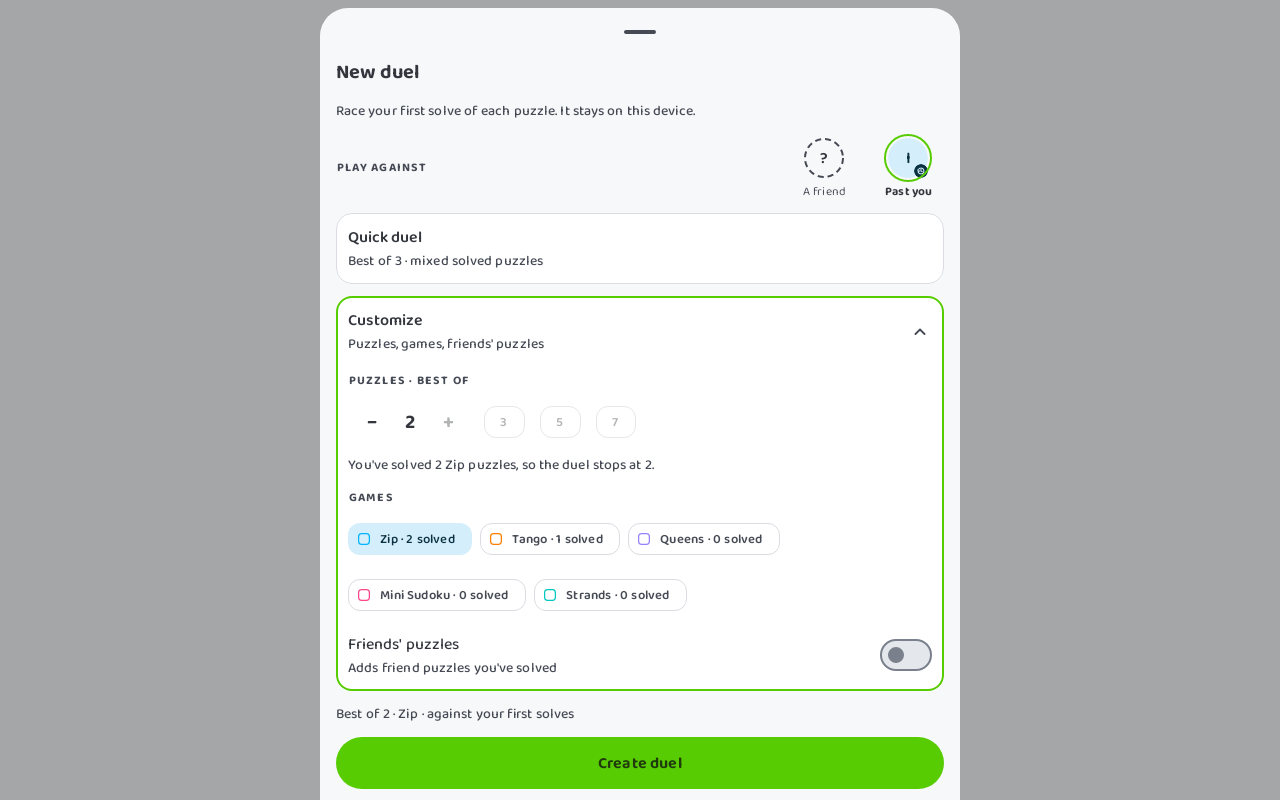 New duel
Race your first solve of each puzzle. It stays on this device.
PLAY AGAINST
?
A friend
I
Past you
Quick duel
Best of 3 · mixed solved puzzles
Customize
Puzzles, games, friends' puzzles
PUZZLES · BEST OF
− 2 + 3 5 7
You've solved 2 Zip puzzles, so the duel stops at 2.
GAMES
Zip · 2 solved
Tango · 1 solved
Queens · 0 solved
Mini Sudoku · 0 solved
Strands · 0 solved
Friends' puzzles
Adds friend puzzles you've solved
Best of 2 · Zip · against your first solves
Create duel